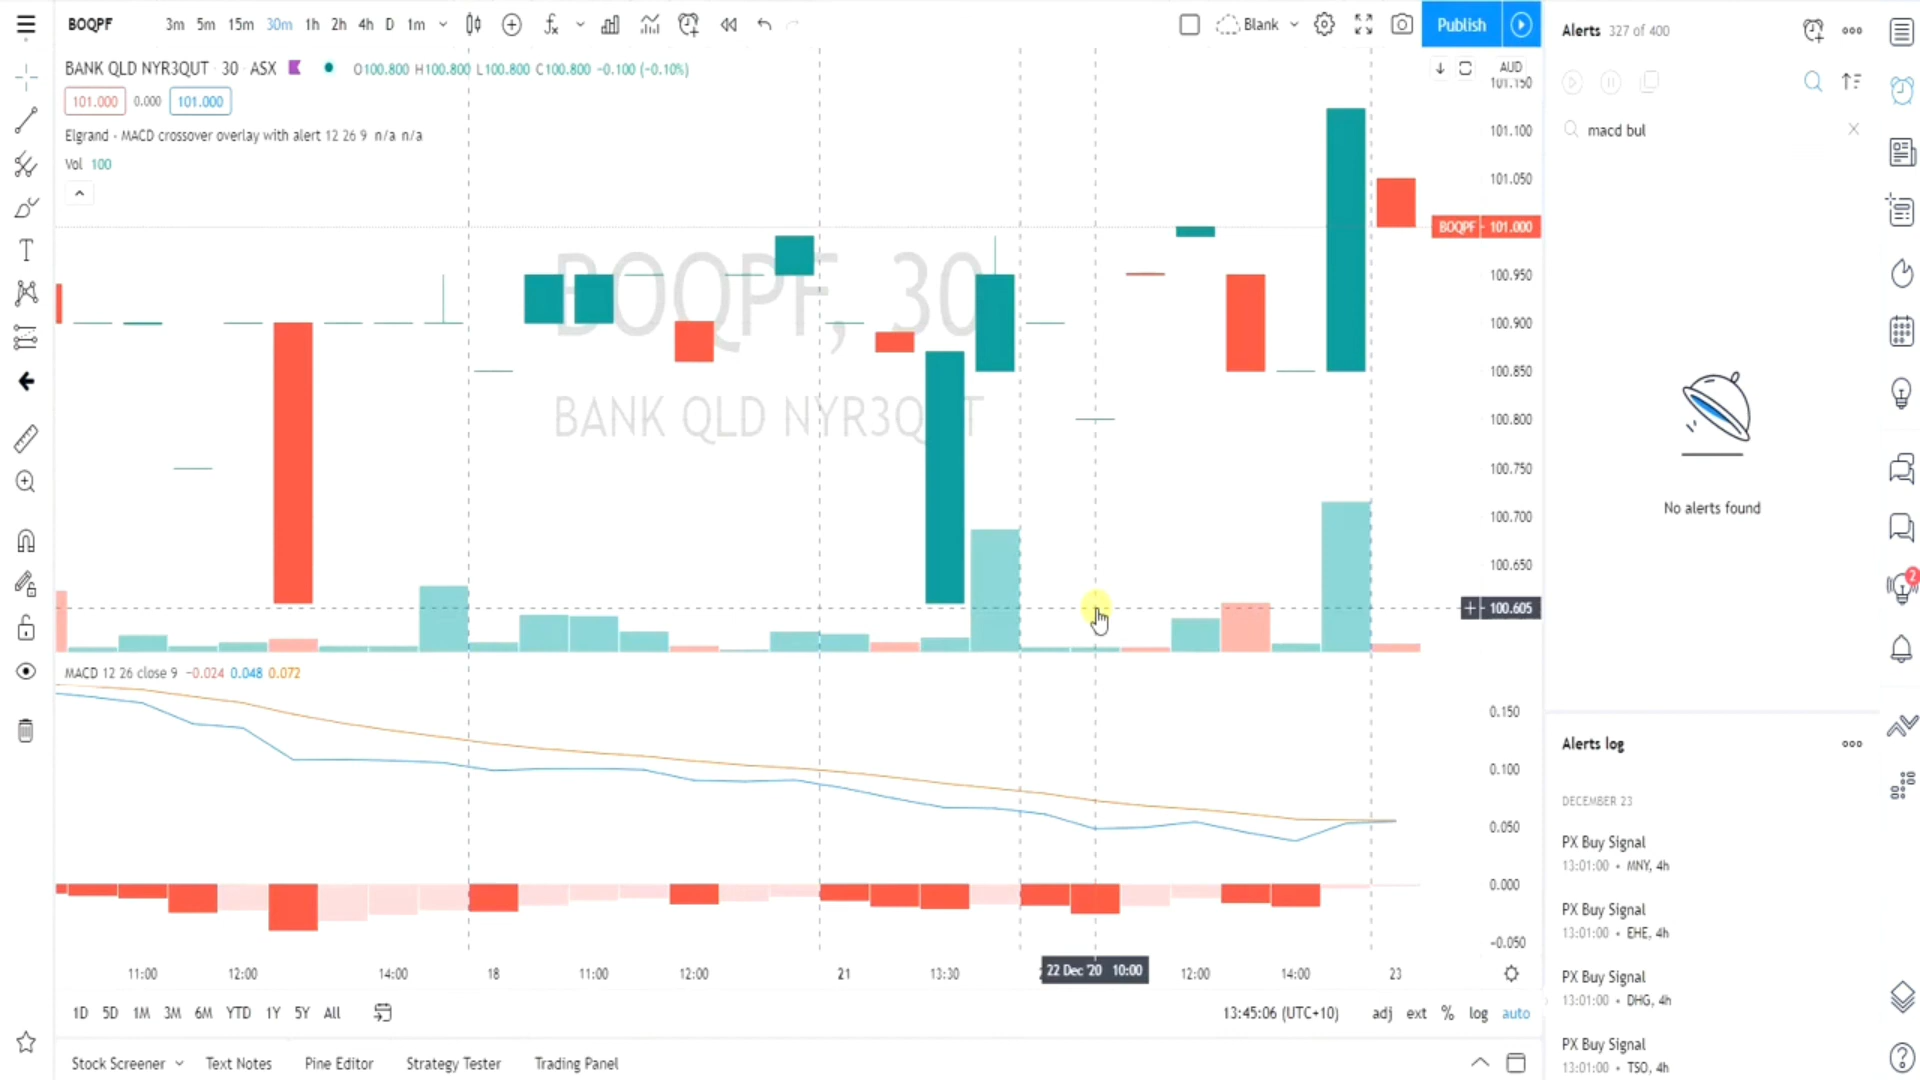 BOQPF 3m 5m 15m 30m 1h 2h 4h D 1m
Blank Publish
BANK QLD NYR3QUT · 30 · ASX O100.800 H100.800 L100.800 C100.800 −0.100 (−0.10%)
101.000 0.000 101.000
Elgrand - MACD crossover overlay with alert 12 26 9 n/a n/a
Vol 100
BOQPF, 30
BANK QLD NYR3QUT
AUD
101.150
101.100
101.050
BOQPF 101.000
100.950
100.900
100.850
100.800
100.750
100.700
100.650
100.605
MACD 12 26 close 9 −0.024 0.048 0.072
0.150
0.100
0.050
0.000
−0.050
11:00 12:00 14:00 18 11:00 12:00 21 13:30 22 Dec '20 10:00 12:00 14:00 23
1D 5D 1M 3M 6M YTD 1Y 5Y All
13:45:06 (UTC+10) adj ext % log auto
Stock Screener Text Notes Pine Editor Strategy Tester Trading Panel
Alerts 327 of 400
macd bul
No alerts found
Alerts log
DECEMBER 23
PX Buy Signal
13:01:00 • MNY, 4h
PX Buy Signal
13:01:00 • EHE, 4h
PX Buy Signal
13:01:00 • DHG, 4h
PX Buy Signal
13:01:00 • TSO, 4h
2